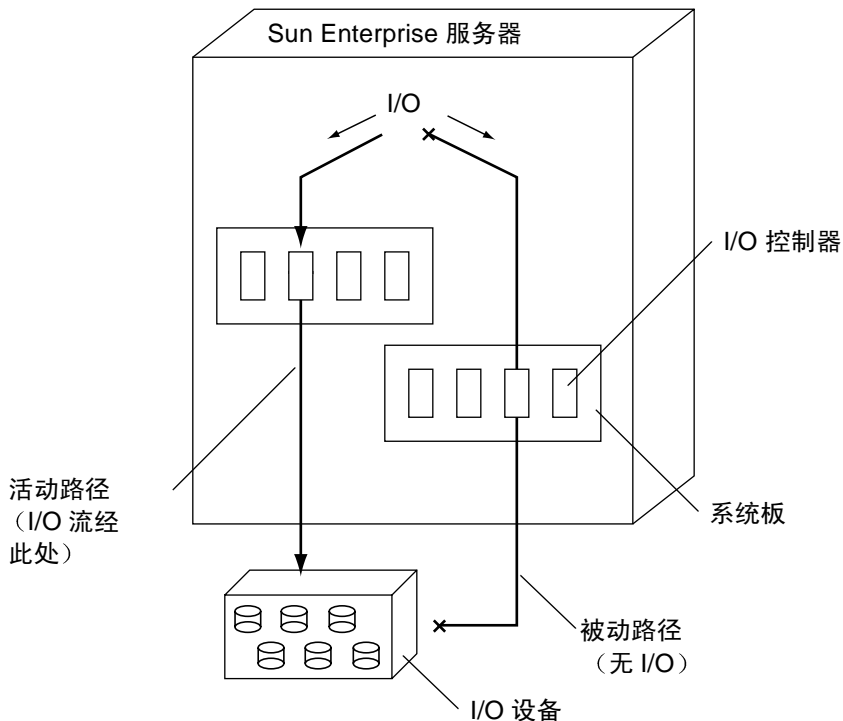 Sun Enterprise 服务器
I/O
I/O 控制器
活动路径
（I/O 流经
此处）
系统板
被动路径
（无 I/O）
I/O 设备